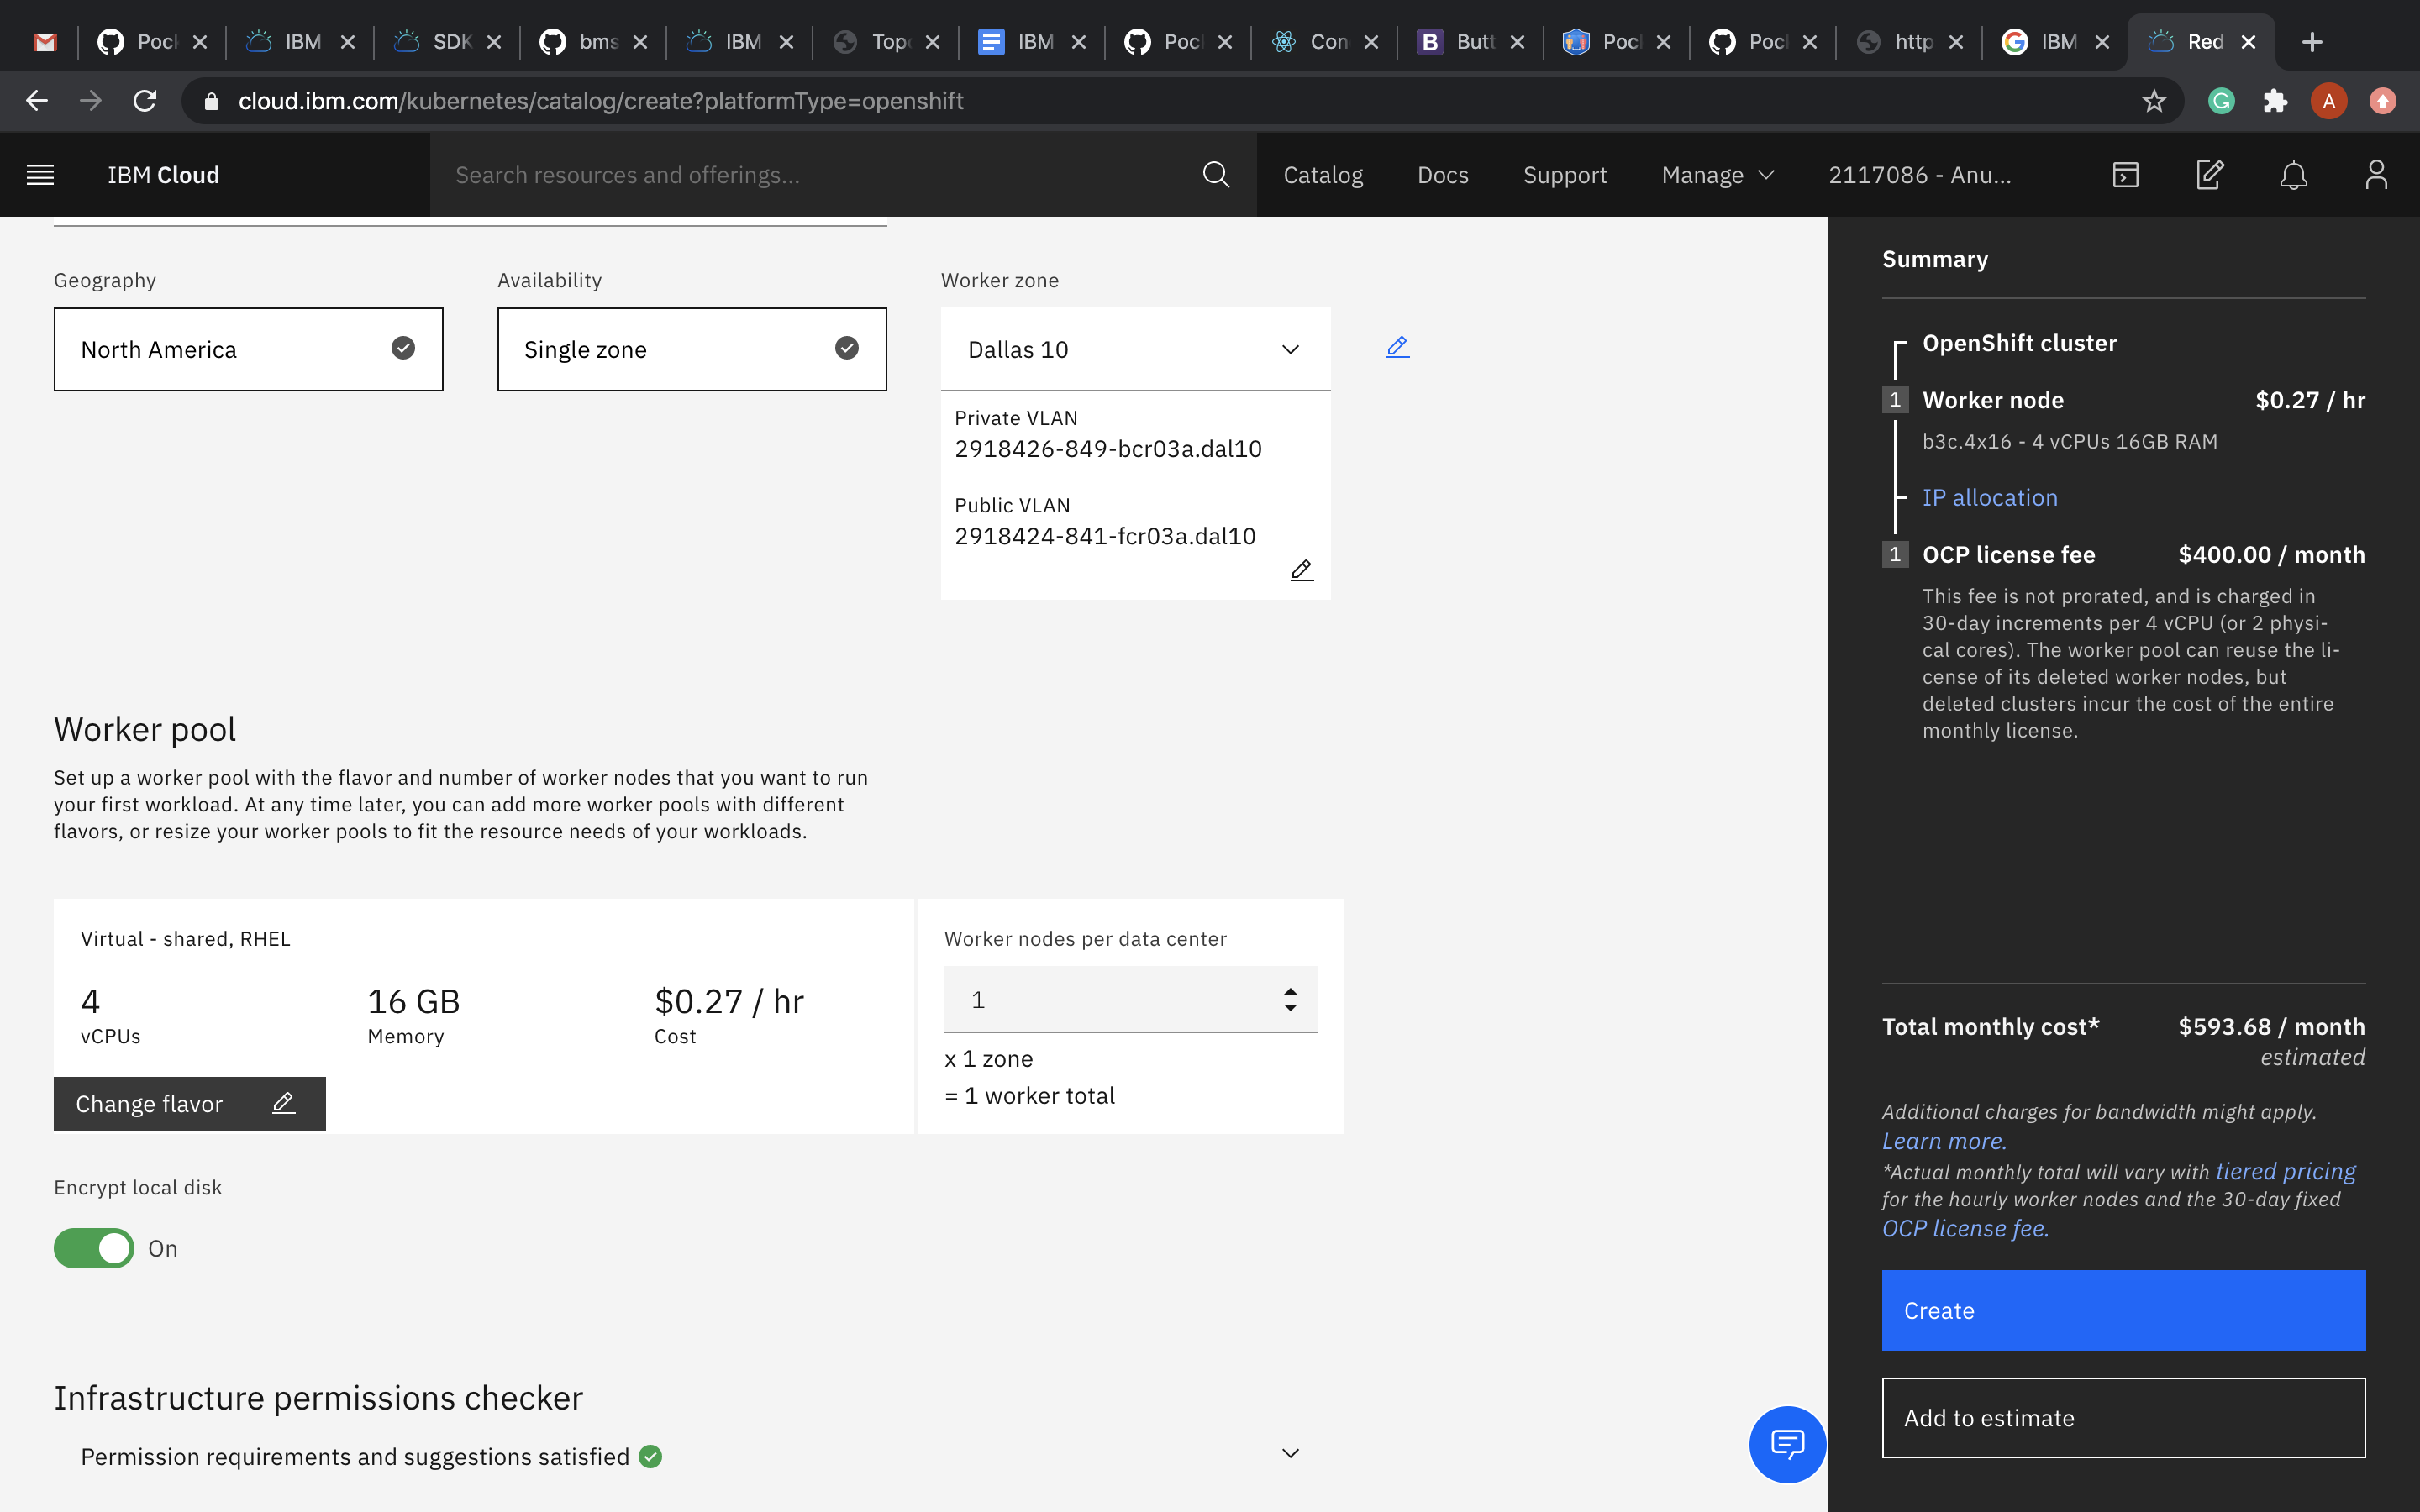 Pocl
IBM
SDK
bms
IBM
Top
IBM
Pocl
Con
B
Butt
Pocl
Pocl
http
IBM
Red
cloud.ibm.com/kubernetes/catalog/create?platformType=openshift
A
IBM Cloud
Search resources and offerings...
Catalog
Docs
Support
Manage
2117086 - Anu...
Geography
Availability
Worker zone
North America
Single zone
Dallas 10
Private VLAN
2918426-849-bcr03a.dal10
Public VLAN
2918424-841-fcr03a.dal10
Worker pool
Set up a worker pool with the flavor and number of worker nodes that you want to run
your first workload. At any time later, you can add more worker pools with different
flavors, or resize your worker pools to fit the resource needs of your workloads.
Virtual - shared, RHEL
4
vCPUs
16 GB
Memory
$0.27 / hr
Cost
Change flavor
Worker nodes per data center
1
x 1 zone
= 1 worker total
Encrypt local disk
On
Infrastructure permissions checker
Permission requirements and suggestions satisfied
Summary
OpenShift cluster
1 Worker node $0.27 / hr
b3c.4x16 - 4 vCPUs 16GB RAM
IP allocation
1 OCP license fee $400.00 / month
This fee is not prorated, and is charged in
30-day increments per 4 vCPU (or 2 physi-
cal cores). The worker pool can reuse the li-
cense of its deleted worker nodes, but
deleted clusters incur the cost of the entire
monthly license.
Total monthly cost* $593.68 / month
estimated
Additional charges for bandwidth might apply.
Learn more.
*Actual monthly total will vary with tiered pricing
for the hourly worker nodes and the 30-day fixed
OCP license fee.
Create
Add to estimate